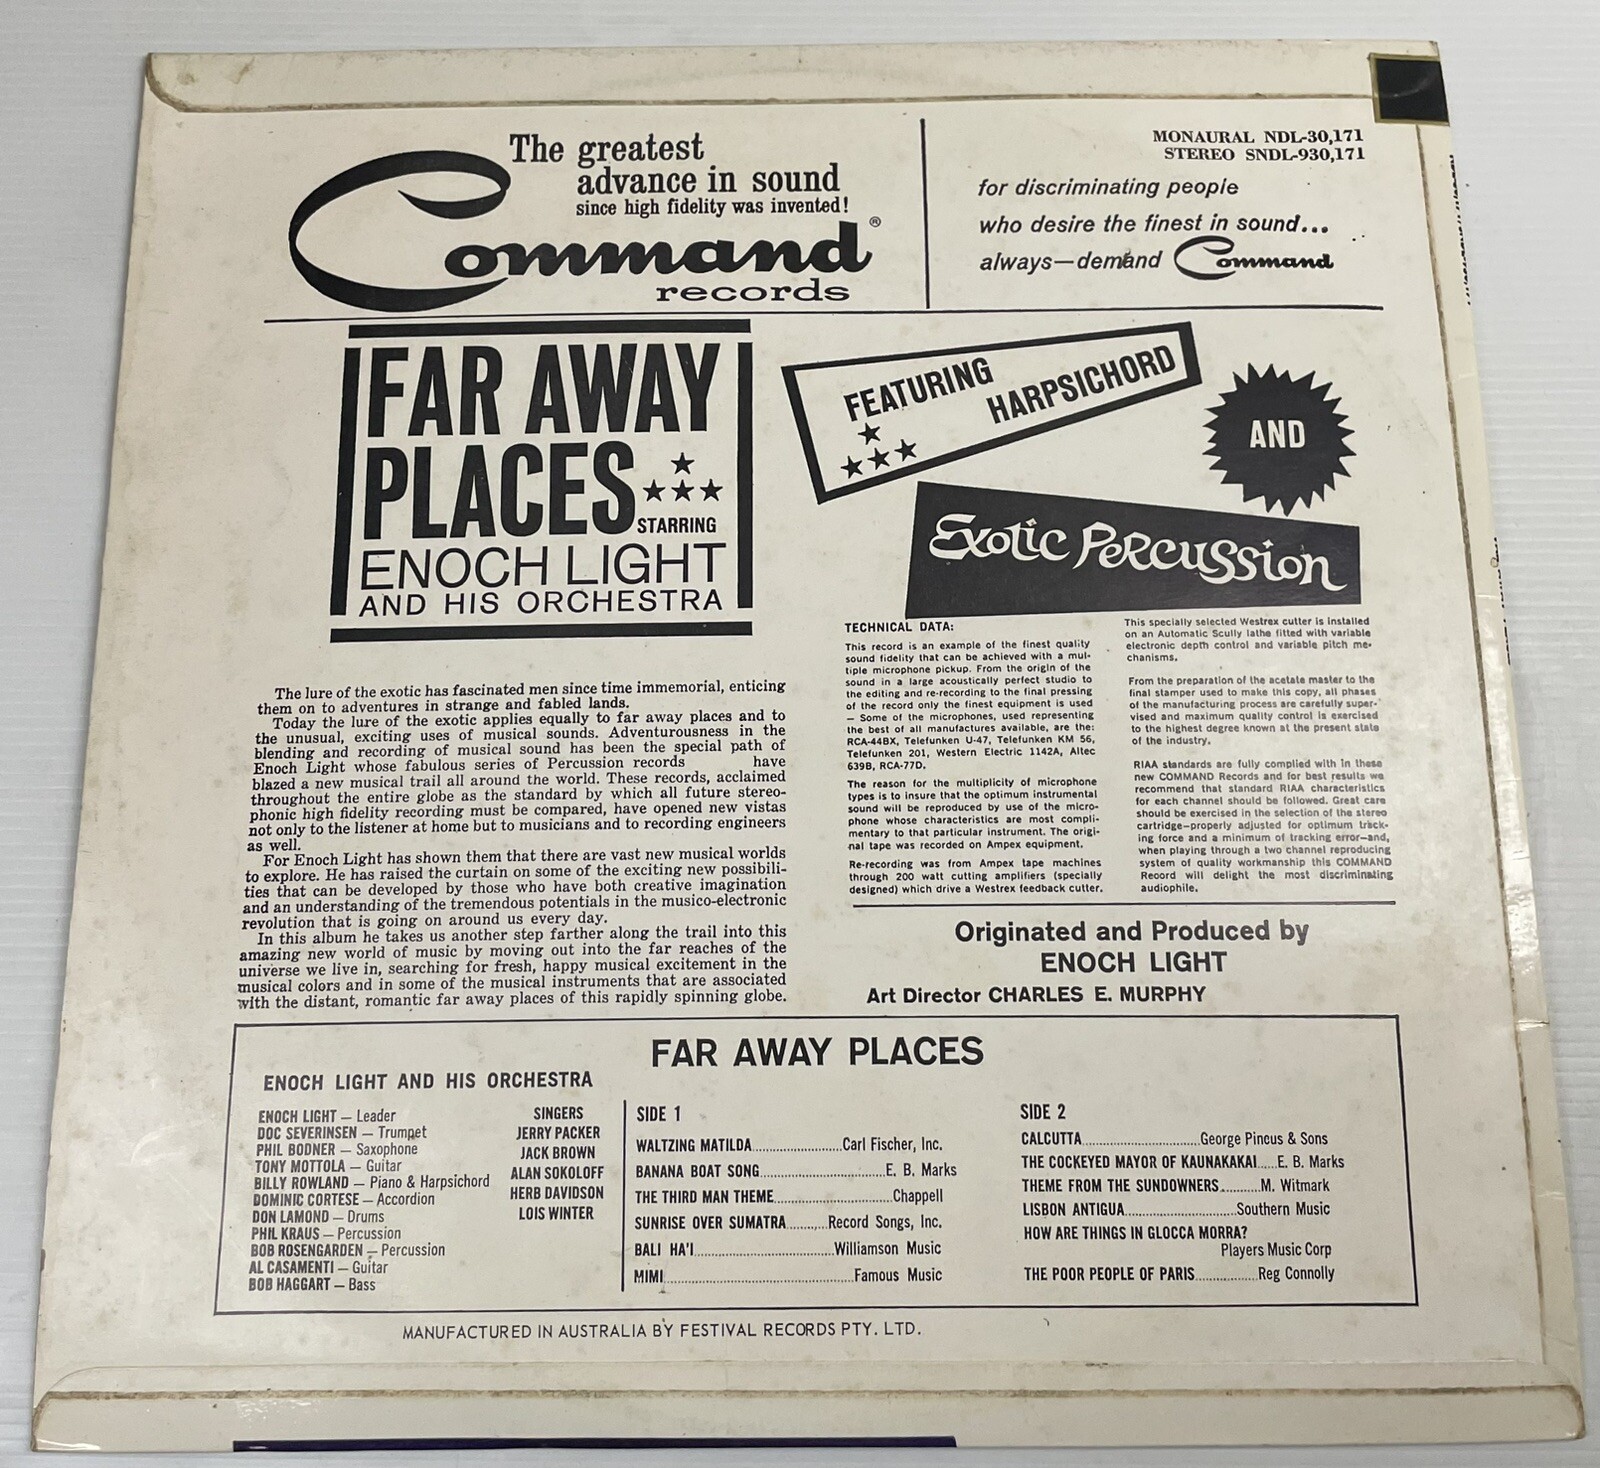 The greatest
advance in sound
since high fidelity was invented!
Command ®
records
MONAURAL NDL-30,171
STEREO SNDL-930,171
for discriminating people
who desire the finest in sound...
always—demand Command
FAR AWAY
PLACES
STARRING
ENOCH LIGHT
AND HIS ORCHESTRA
FEATURING
HARPSICHORD
AND
Exotic Percussion
The lure of the exotic has fascinated men since time immemorial, enticing
them on to adventures in strange and fabled lands.
Today the lure of the exotic applies equally to far away places and to
the unusual, exciting uses of musical sounds. Adventurousness in the
blending and recording of musical sound has been the special path of
Enoch Light whose fabulous series of Percussion records have
blazed a new musical trail all around the world. These records, acclaimed
throughout the entire globe as the standard by which all future stereo-
phonic high fidelity recording must be compared, have opened new vistas
not only to the listener at home but to musicians and to recording engineers
as well.
For Enoch Light has shown them that there are vast new musical worlds
to explore. He has raised the curtain on some of the exciting new possibili-
ties that can be developed by those who have both creative imagination
and an understanding of the tremendous potentials in the musico-electronic
revolution that is going on around us every day.
In this album he takes us another step farther along the trail into this
amazing new world of music by moving out into the far reaches of the
universe we live in, searching for fresh, happy musical excitement in the
musical colors and in some of the musical instruments that are associated
with the distant, romantic far away places of this rapidly spinning globe.
TECHNICAL DATA:
This record is an example of the finest quality
sound fidelity that can be achieved with a mul-
tiple microphone pickup. From the origin of the
sound in a large acoustically perfect studio to
the editing and re-recording to the final pressing
of the record only the finest equipment is used
— Some of the microphones, used representing
the best of all manufactures available, are the:
RCA-44BX, Telefunken U-47, Telefunken KM 56,
Telefunken 201, Western Electric 1142A, Altec
639B, RCA-77D.
The reason for the multiplicity of microphone
types is to insure that the optimum instrumental
sound will be reproduced by use of the micro-
phone whose characteristics are most compli-
mentary to that particular instrument. The origi-
nal tape was recorded on Ampex equipment.
Re-recording was from Ampex tape machines
through 200 watt cutting amplifiers (specially
designed) which drive a Westrex feedback cutter.
This specially selected Westrex cutter is installed
on an Automatic Scully lathe fitted with variable
electronic depth control and variable pitch me-
chanisms.
From the preparation of the acetate master to the
final stamper used to make this copy, all phases
of the manufacturing process are carefully super-
vised and maximum quality control is exercised
to the highest degree known at the present state
of the industry.
RIAA standards are fully complied with in these
new COMMAND Records and for best results we
recommend that standard RIAA characteristics
for each channel should be followed. Great care
should be exercised in the selection of the stereo
cartridge—properly adjusted for optimum track-
ing force and a minimum of tracking error—and,
when playing through a two channel reproducing
system of quality workmanship this COMMAND
Record will delight the most discriminating
audiophile.
Originated and Produced by
ENOCH LIGHT
Art Director CHARLES E. MURPHY
FAR AWAY PLACES
ENOCH LIGHT AND HIS ORCHESTRA
ENOCH LIGHT — Leader
DOC SEVERINSEN — Trumpet
PHIL BODNER — Saxophone
TONY MOTTOLA — Guitar
BILLY ROWLAND — Piano & Harpsichord
DOMINIC CORTESE — Accordion
DON LAMOND — Drums
PHIL KRAUS — Percussion
BOB ROSENGARDEN — Percussion
AL CASAMENTI — Guitar
BOB HAGGART — Bass
SINGERS
JERRY PACKER
JACK BROWN
ALAN SOKOLOFF
HERB DAVIDSON
LOIS WINTER
SIDE 1
WALTZING MATILDA..........Carl Fischer, Inc.
BANANA BOAT SONG..........E. B. Marks
THE THIRD MAN THEME..........Chappell
SUNRISE OVER SUMATRA..........Record Songs, Inc.
BALI HA'I..........Williamson Music
MIMI..........Famous Music
SIDE 2
CALCUTTA..........George Pincus & Sons
THE COCKEYED MAYOR OF KAUNAKAKAI......E. B. Marks
THEME FROM THE SUNDOWNERS..........M. Witmark
LISBON ANTIGUA..........Southern Music
HOW ARE THINGS IN GLOCCA MORRA?
Players Music Corp
THE POOR PEOPLE OF PARIS..........Reg Connolly
MANUFACTURED IN AUSTRALIA BY FESTIVAL RECORDS PTY. LTD.